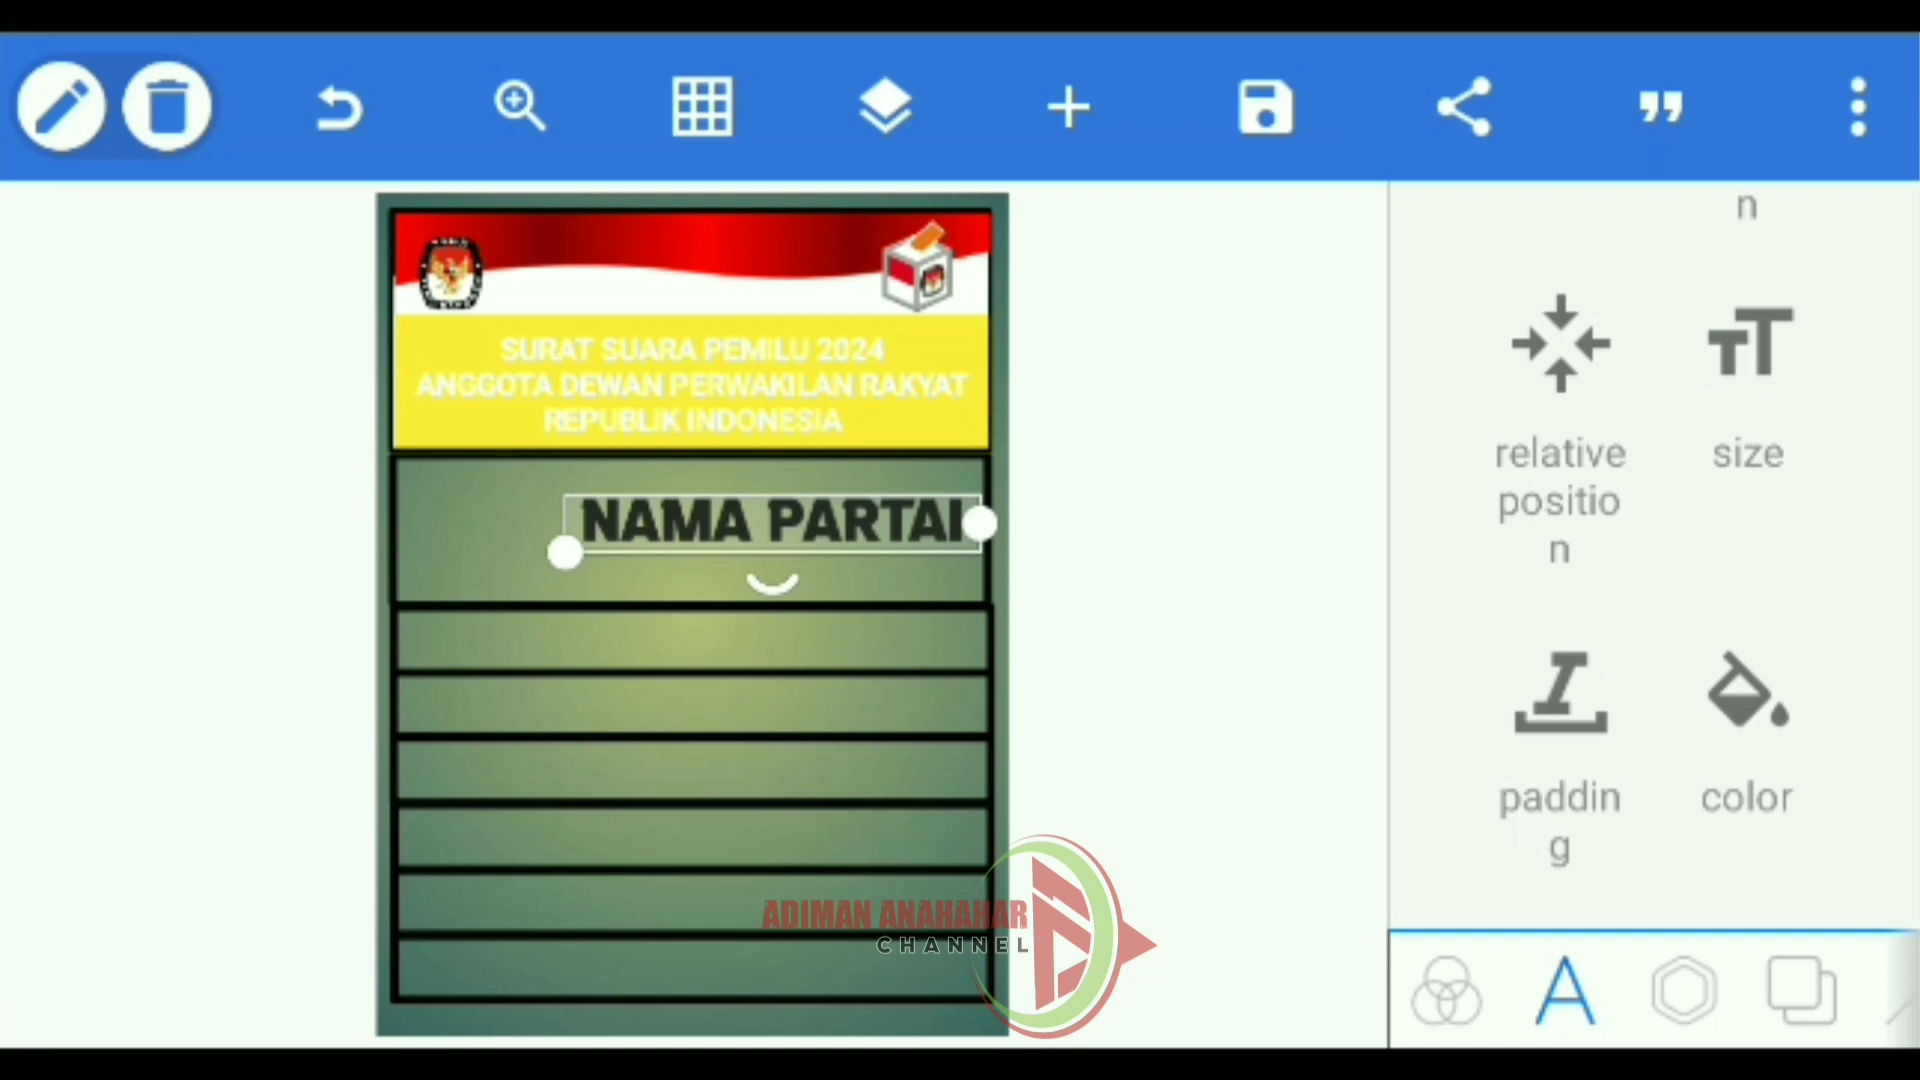 n
SURAT SUARA PEMILU 2024
ANGGOTA DEWAN PERWAKILAN RAKYAT
REPUBLIK INDONESIA
NAMA PARTAI
relative
positio
n
size
paddin
g
color
ADIMAN ANAHAHAR
CHANNEL